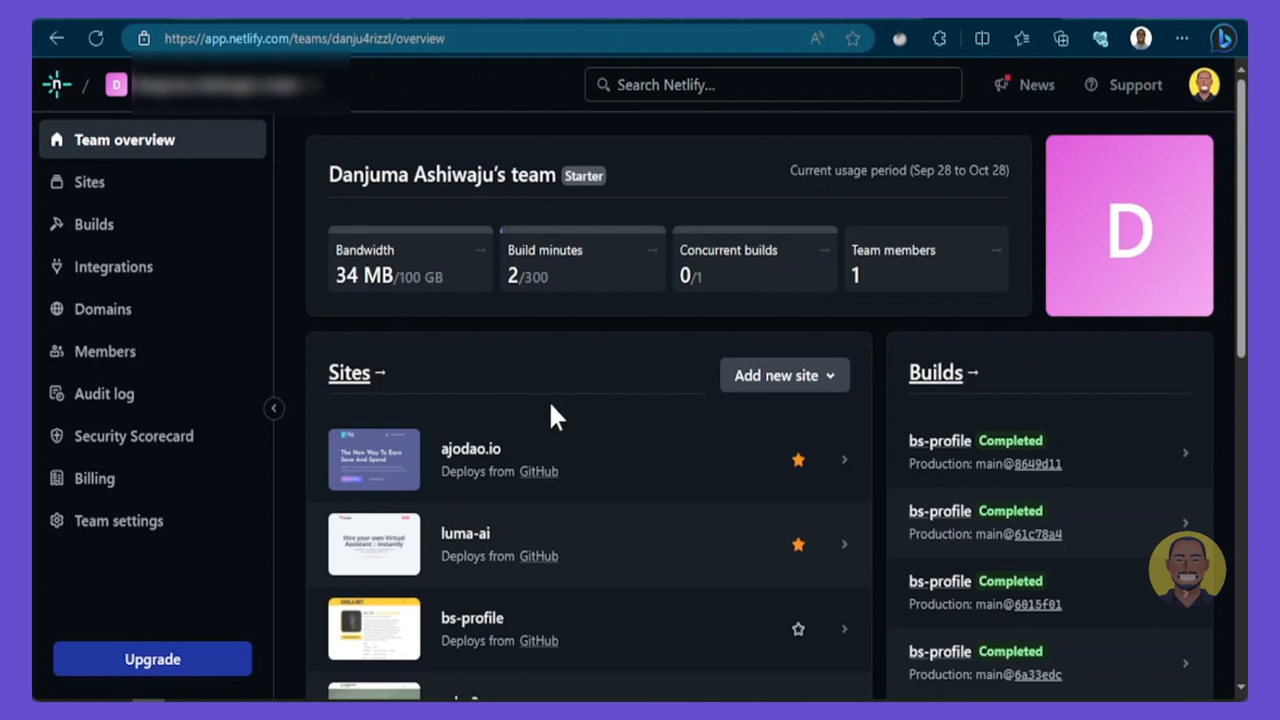 https://app.netlify.com/teams/danju4rizzl/overview
D
Search Netlify...
News
Support
Team overview
Sites
Builds
Integrations
Domains
Members
Audit log
Security Scorecard
Billing
Team settings
Upgrade
Danjuma Ashiwaju's team Starter
Current usage period (Sep 28 to Oct 28)
Bandwidth
34 MB/100 GB
Build minutes
2/300
Concurrent builds
0/1
Team members
1
D
Sites
Add new site
ajodao.io
Deploys from GitHub
luma-ai
Deploys from GitHub
bs-profile
Deploys from GitHub
Builds
bs-profile Completed
Production: main@8649d11
bs-profile Completed
Production: main@61c78a4
bs-profile Completed
Production: main@6015f01
bs-profile Completed
Production: main@6a33edc